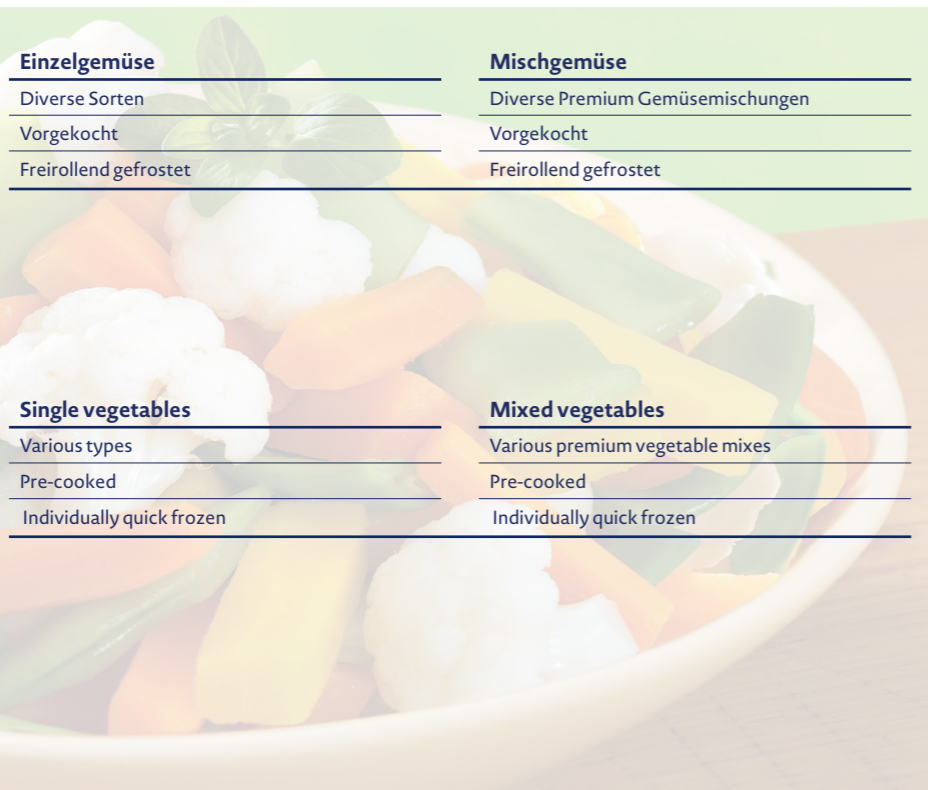 Einzelgemüse
Diverse Sorten
Vorgekocht
Freirollend gefrostet
Mischgemüse
Diverse Premium Gemüsemischungen
Vorgekocht
Freirollend gefrostet
Single vegetables
Various types
Pre-cooked
Individually quick frozen
Mixed vegetables
Various premium vegetable mixes
Pre-cooked
Individually quick frozen